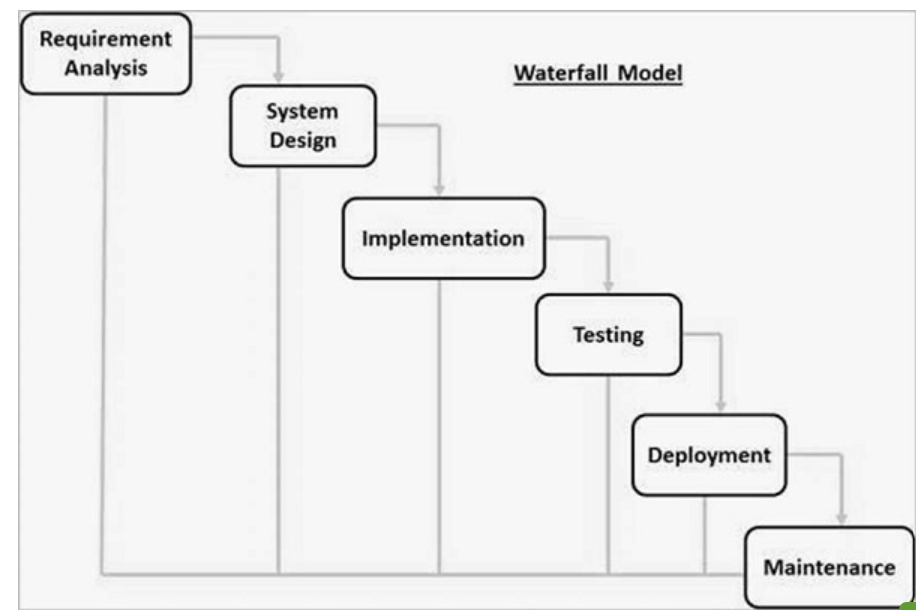 Requirement
Analysis
Waterfall Model
System
Design
Implementation
Testing
Deployment
Maintenance